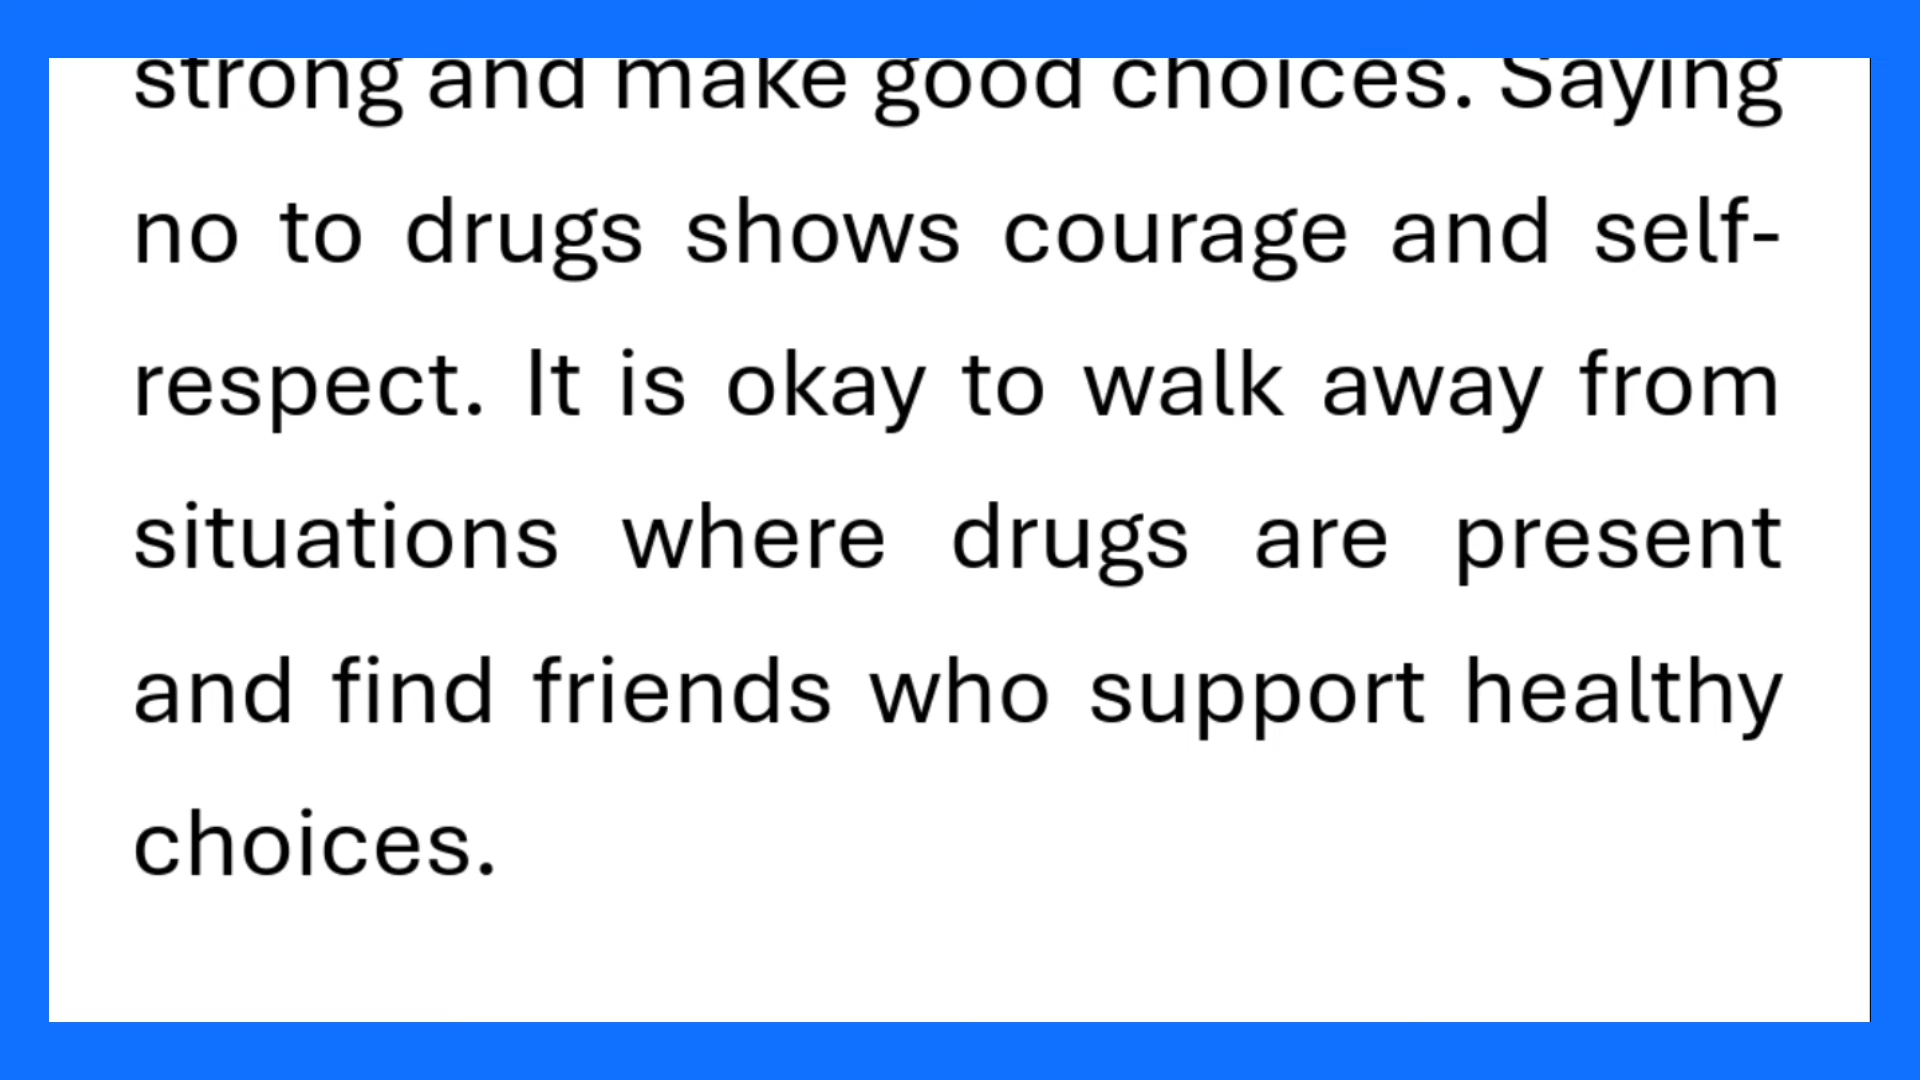 strong and make good choices. Saying
no to drugs shows courage and self-
respect. It is okay to walk away from
situations where drugs are present
and find friends who support healthy
choices.